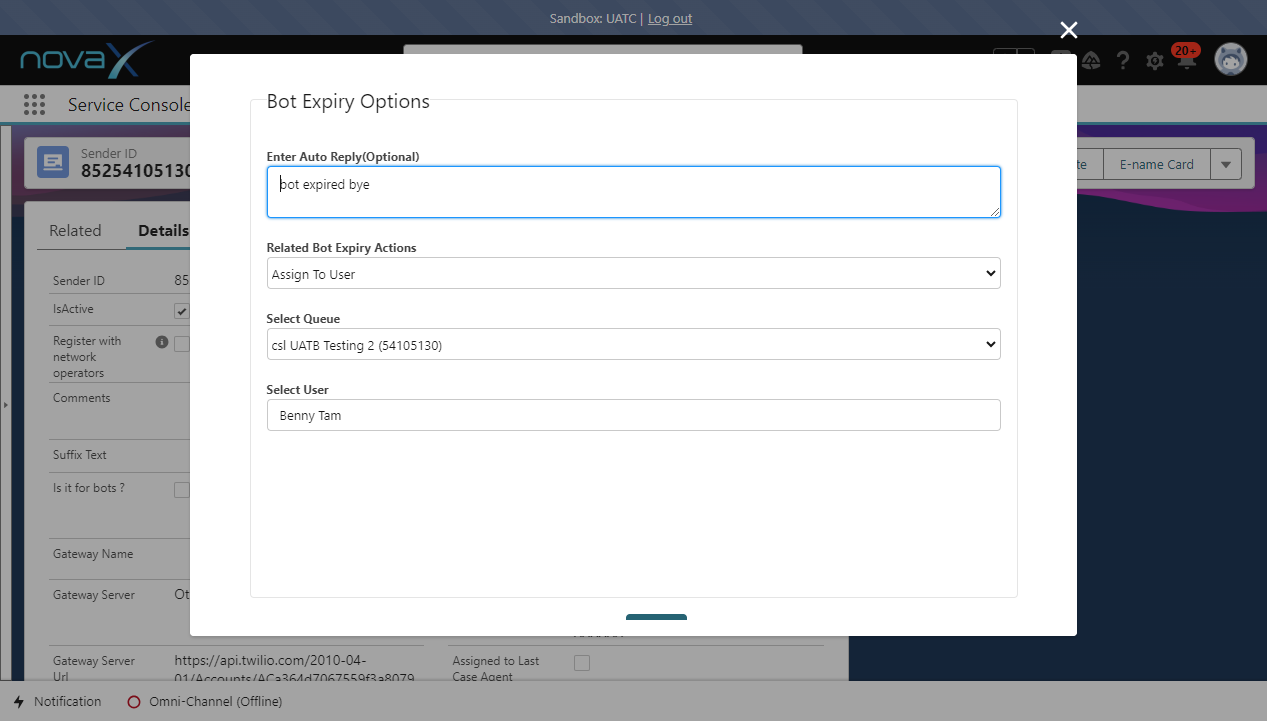 Sandbox: UATC | Log out
novaX
20+
Service Console
Sender ID
85254105130
E-name Card
Related
Details
Sender ID
85
IsActive
Register with
network
operators
Comments
Suffix Text
Is it for bots ?
Gateway Name
Gateway Server
Ot
Gateway Server
Url
https://api.twilio.com/2010-04-
01/Accounts/ACa364d7067559f3a8079
Assigned to Last
Case Agent
Bot Expiry Options
Enter Auto Reply(Optional)
bot expired bye
Related Bot Expiry Actions
Assign To User
Select Queue
csl UATB Testing 2 (54105130)
Select User
Benny Tam
Notification
Omni-Channel (Offline)